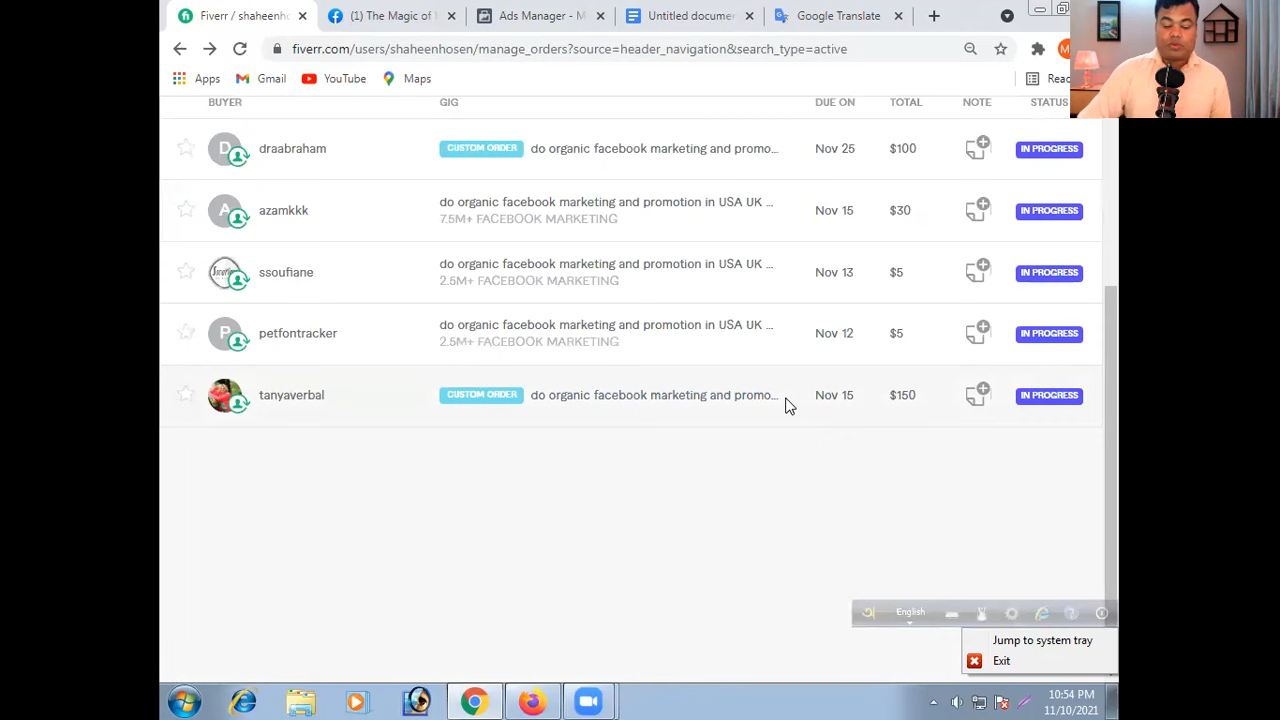 Fiverr / shaheenho
(1) The Magic of
Ads Manager - M
Untitled documen
Google Translate
fiverr.com/users/shaheenhosen/manage_orders?source=header_navigation&search_type=active
M
Apps
Gmail
YouTube
Maps
Reac
BUYER GIG DUE ON TOTAL NOTE STATUS
D draabraham CUSTOM ORDER do organic facebook marketing and promo... Nov 25 $100 IN PROGRESS
A azamkkk do organic facebook marketing and promotion in USA UK ... Nov 15 $30 IN PROGRESS
7.5M+ FACEBOOK MARKETING
ssoufiane do organic facebook marketing and promotion in USA UK ... Nov 13 $5 IN PROGRESS
2.5M+ FACEBOOK MARKETING
P petfontracker do organic facebook marketing and promotion in USA UK ... Nov 12 $5 IN PROGRESS
2.5M+ FACEBOOK MARKETING
tanyaverbal CUSTOM ORDER do organic facebook marketing and promo... Nov 15 $150 IN PROGRESS
অ English
Jump to system tray
Exit
10:54 PM
11/10/2021